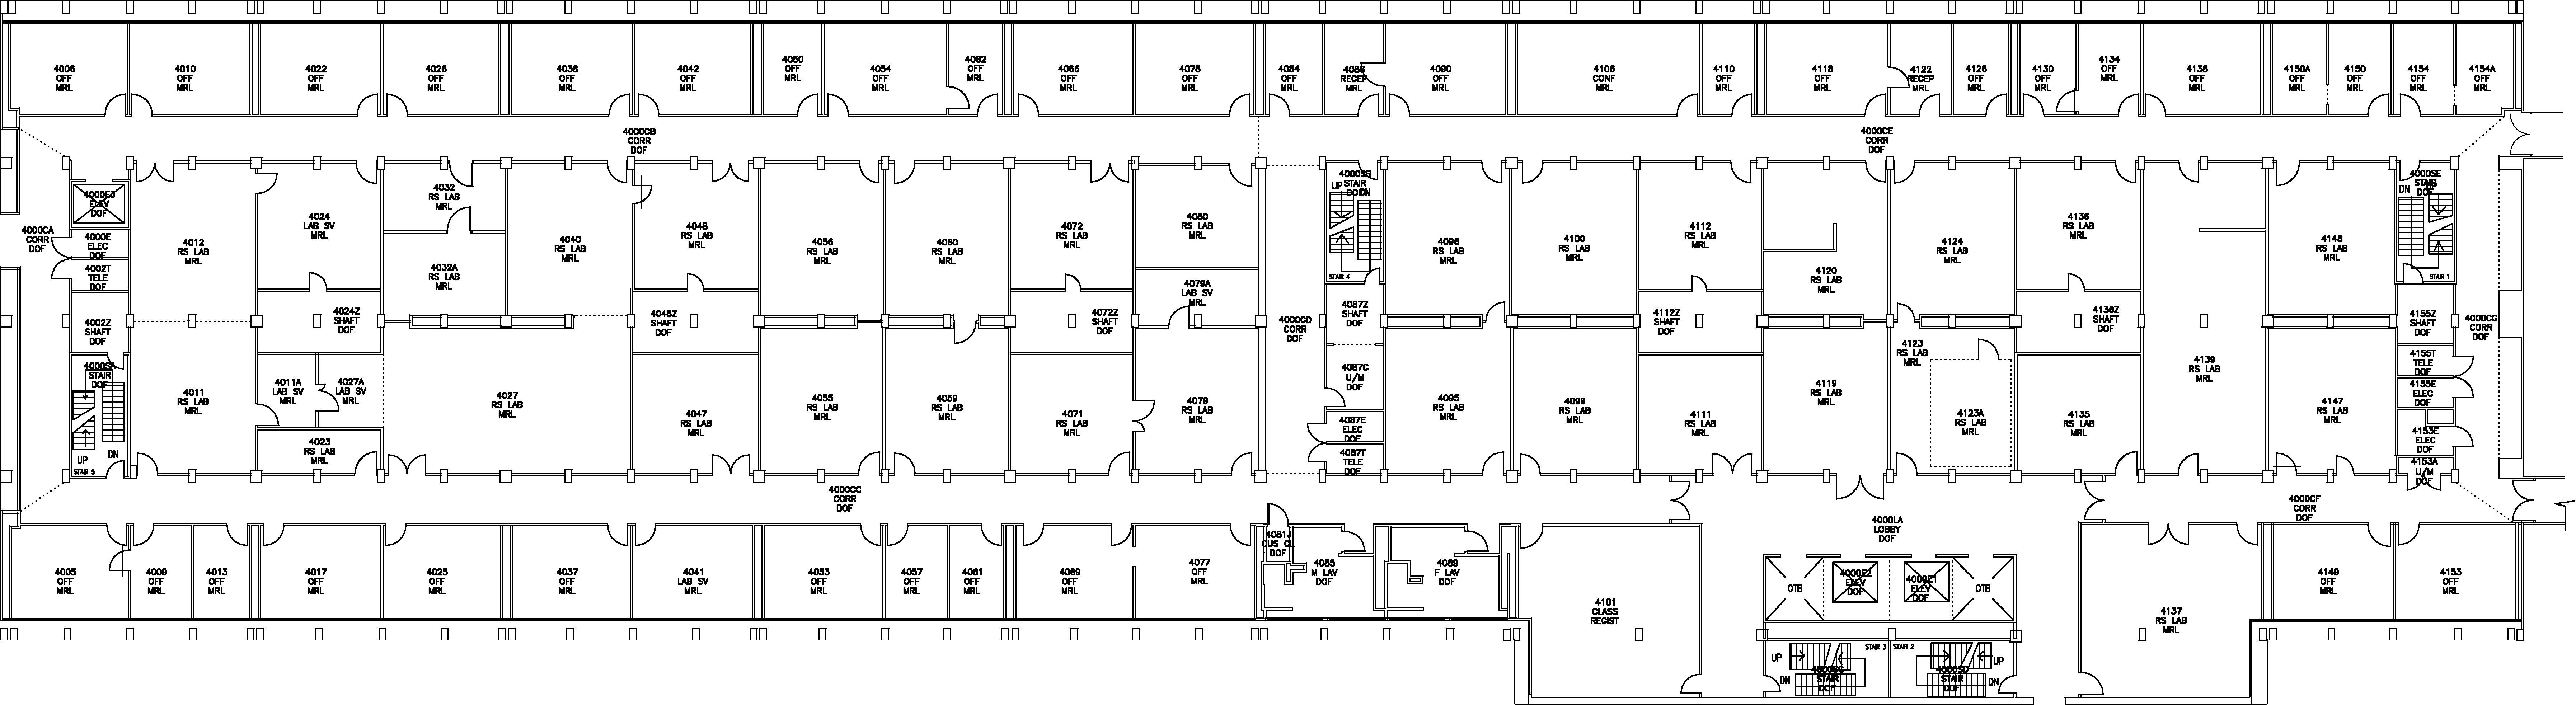 4006
OFF
MRL
4010
OFF
MRL
4022
OFF
MRL
4026
OFF
MRL
4038
OFF
MRL
4042
OFF
MRL
4050
OFF
MRL
4054
OFF
MRL
4062
OFF
MRL
4066
OFF
MRL
4078
OFF
MRL
4084
OFF
MRL
4086
RECEP
MRL
4090
OFF
MRL
4106
CONF
MRL
4110
OFF
MRL
4118
OFF
MRL
4122
RECEP
MRL
4126
OFF
MRL
4130
OFF
MRL
4134
OFF
MRL
4138
OFF
MRL
4150A
OFF
MRL
4150
OFF
MRL
4154
OFF
MRL
4154A
OFF
MRL
4000CB
CORR
DOF
4000CE
CORR
DOF
4000E3
ELEV
DOF
4000CA
CORR
DOF
4000E
ELEC
DOF
4002T
TELE
DOF
4002Z
SHAFT
DOF
4012
RS LAB
MRL
4024
LAB SV
MRL
4024Z
SHAFT
DOF
4032
RS LAB
MRL
4032A
RS LAB
MRL
4040
RS LAB
MRL
4048
RS LAB
MRL
4048Z
SHAFT
DOF
4056
RS LAB
MRL
4060
RS LAB
MRL
4072
RS LAB
MRL
4072Z
SHAFT
DOF
4080
RS LAB
MRL
4079A
LAB SV
MRL
4000CD
CORR
DOF
4000SB
STAIR
DOF
UP
DN
STAIR 4
4087Z
SHAFT
DOF
4087C
U/M
DOF
4087E
ELEC
DOF
4087T
TELE
DOF
4096
RS LAB
MRL
4100
RS LAB
MRL
4112
RS LAB
MRL
4112Z
SHAFT
DOF
4120
RS LAB
MRL
4124
RS LAB
MRL
4136
RS LAB
MRL
4136Z
SHAFT
DOF
4139
RS LAB
MRL
4148
RS LAB
MRL
4000SE
STAIR
DOF
DN
UP
STAIR 1
4155Z
SHAFT
DOF
4000CG
CORR
DOF
4155T
TELE
DOF
4155E
ELEC
DOF
4153E
ELEC
DOF
4153A
U/M
DOF
4000SA
STAIR
DOF
UP
DN
STAIR 5
4011
RS LAB
MRL
4011A
LAB SV
MRL
4027A
LAB SV
MRL
4023
RS LAB
MRL
4027
RS LAB
MRL
4047
RS LAB
MRL
4055
RS LAB
MRL
4059
RS LAB
MRL
4071
RS LAB
MRL
4079
RS LAB
MRL
4095
RS LAB
MRL
4099
RS LAB
MRL
4111
RS LAB
MRL
4119
RS LAB
MRL
4123
RS LAB
MRL
4123A
RS LAB
MRL
4135
RS LAB
MRL
4147
RS LAB
MRL
4000CC
CORR
DOF
4000LA
LOBBY
DOF
4000CF
CORR
DOF
4005
OFF
MRL
4009
OFF
MRL
4013
OFF
MRL
4017
OFF
MRL
4025
OFF
MRL
4037
OFF
MRL
4041
LAB SV
MRL
4053
OFF
MRL
4057
OFF
MRL
4061
OFF
MRL
4069
OFF
MRL
4077
OFF
MRL
4081J
CUS CL
DOF
4085
M LAV
DOF
4089
F LAV
DOF
4101
CLASS
REGIST
OTB
4000E2
ELEV
DOF
4000E1
ELEV
DOF
OTB
4137
RS LAB
MRL
4149
OFF
MRL
4153
OFF
MRL
UP
STAIR 3
STAIR 2
UP
DN
4000SC
STAIR
DOF
4000SD
STAIR
DOF
DN